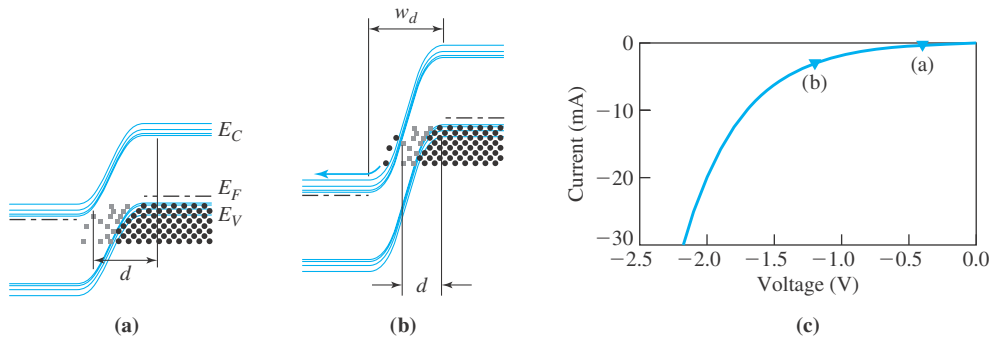 E_C
E_F
E_V
d
(a)
w_d
d
(b)
0
−10
−20
−30
Current (mA)
(b)
(a)
−2.5
−2.0
−1.5
−1.0
−0.5
0.0
Voltage (V)
(c)